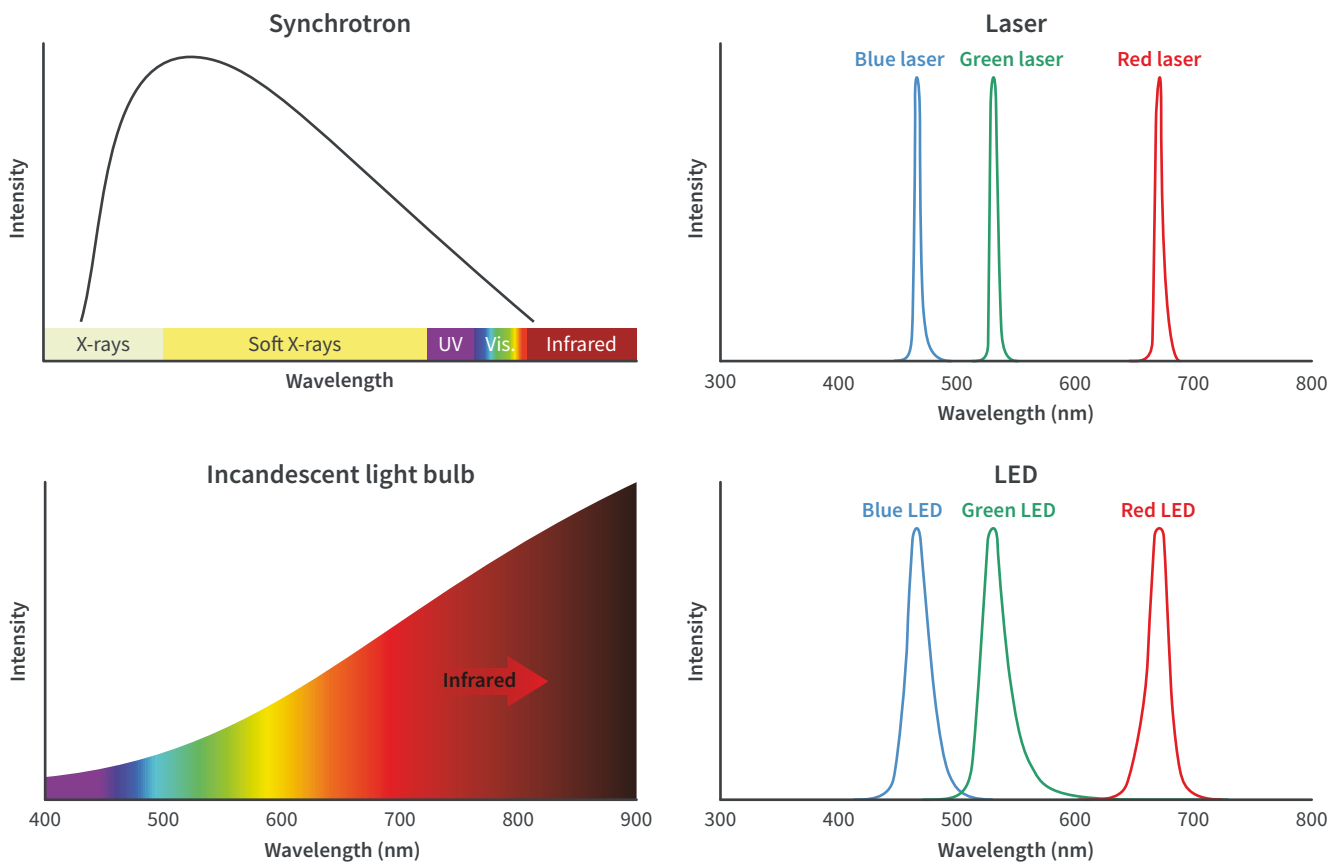 Synchrotron
Intensity
X-rays Soft X-rays UV Vis. Infrared
Wavelength
Laser
Blue laser Green laser Red laser
Intensity
300 400 500 600 700 800
Wavelength (nm)
Incandescent light bulb
Intensity
Infrared
400 500 600 700 800 900
Wavelength (nm)
LED
Blue LED Green LED Red LED
Intensity
300 400 500 600 700 800
Wavelength (nm)